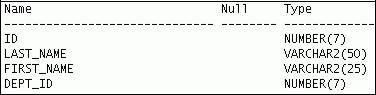 Name Null Type
------------------------------ -------- --------------
ID NUMBER(7)
LAST_NAME VARCHAR2(50)
FIRST_NAME VARCHAR2(25)
DEPT_ID NUMBER(7)